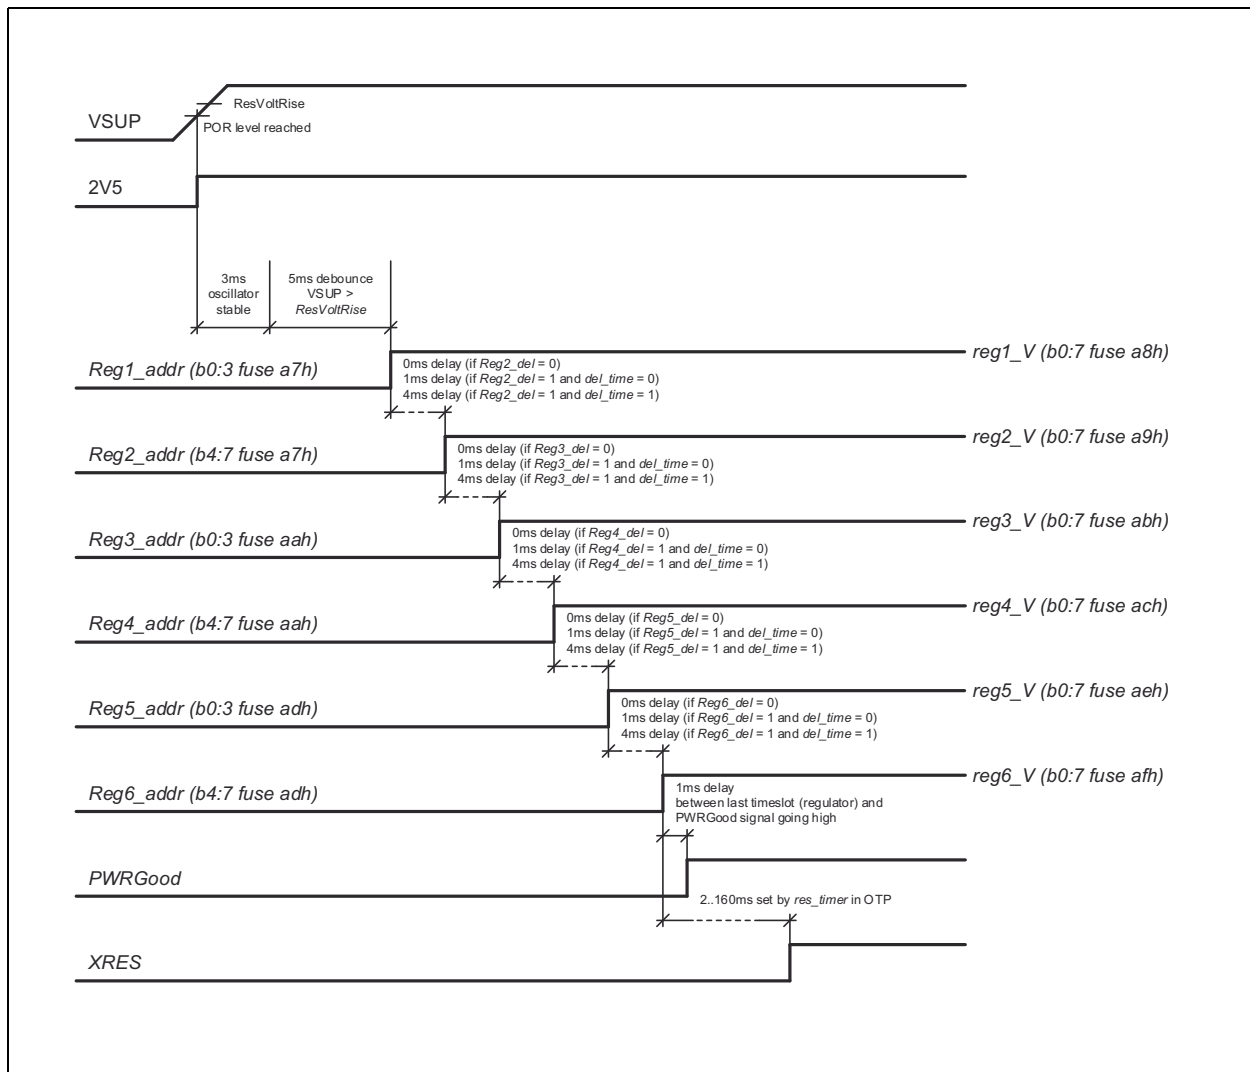 ResVoltRise
VSUP
POR level reached
2V5
3ms
oscillator
stable
5ms debounce
VSUP >
ResVoltRise
Reg1_addr (b0:3 fuse a7h)
reg1_V (b0:7 fuse a8h)
0ms delay (if Reg2_del = 0)
1ms delay (if Reg2_del = 1 and del_time = 0)
4ms delay (if Reg2_del = 1 and del_time = 1)
Reg2_addr (b4:7 fuse a7h)
reg2_V (b0:7 fuse a9h)
0ms delay (if Reg3_del = 0)
1ms delay (if Reg3_del = 1 and del_time = 0)
4ms delay (if Reg3_del = 1 and del_time = 1)
Reg3_addr (b0:3 fuse aah)
reg3_V (b0:7 fuse abh)
0ms delay (if Reg4_del = 0)
1ms delay (if Reg4_del = 1 and del_time = 0)
4ms delay (if Reg4_del = 1 and del_time = 1)
Reg4_addr (b4:7 fuse aah)
reg4_V (b0:7 fuse ach)
0ms delay (if Reg5_del = 0)
1ms delay (if Reg5_del = 1 and del_time = 0)
4ms delay (if Reg5_del = 1 and del_time = 1)
Reg5_addr (b0:3 fuse adh)
reg5_V (b0:7 fuse aeh)
0ms delay (if Reg6_del = 0)
1ms delay (if Reg6_del = 1 and del_time = 0)
4ms delay (if Reg6_del = 1 and del_time = 1)
Reg6_addr (b4:7 fuse adh)
reg6_V (b0:7 fuse afh)
1ms delay
between last timeslot (regulator) and
PWRGood signal going high
PWRGood
2..160ms set by res_timer in OTP
XRES